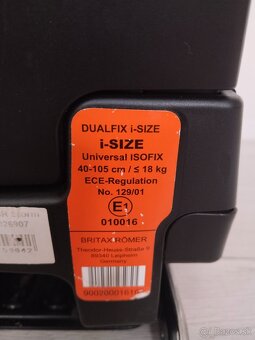 DUALFIX i-SIZE
i-SIZE
Universal ISOFIX
40-105 cm / ≤ 18 kg
ECE-Regulation
No. 129/01
E1
010016
BRITAX RÖMER
Theodor-Heuss-Straße 9
89340 Leipheim
Germany
Storm